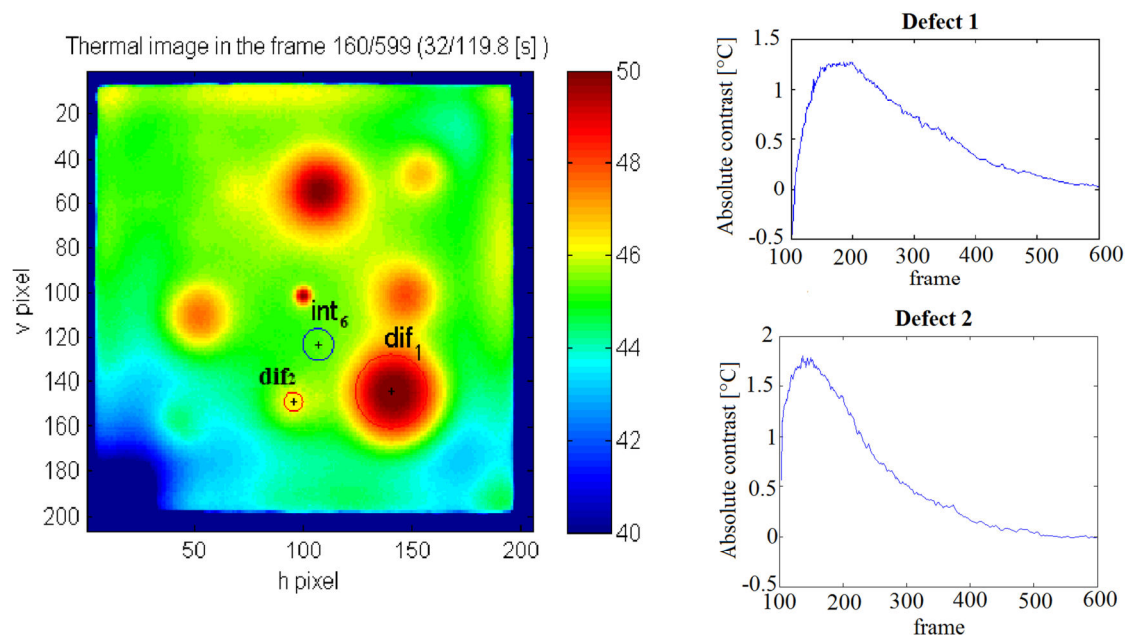 Thermal image in the frame 160/599 (32/119.8 [s] )
20
40
60
80
100
120
140
160
180
200
v pixel
50
100
150
200
h pixel
int6
dif1
dif2
50
48
46
44
42
40
Defect 1
Absolute contrast [°C]
1.5
1
0.5
0
-0.5
100 200 300 400 500 600
frame
Defect 2
Absolute contrast [°C]
2
1.5
1
0.5
0
-0.5
100 200 300 400 500 600
frame